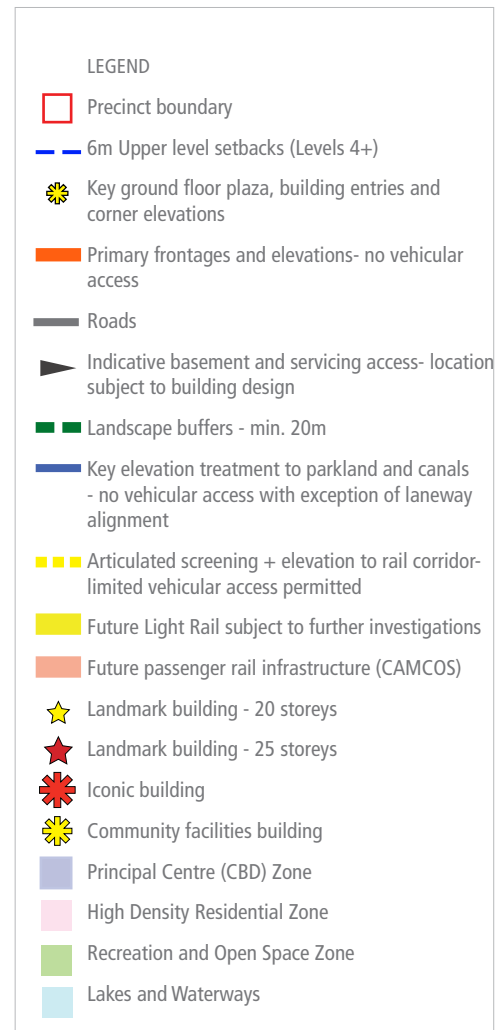 LEGEND
Precinct boundary
6m Upper level setbacks (Levels 4+)
Key ground floor plaza, building entries and
corner elevations
Primary frontages and elevations- no vehicular
access
Roads
Indicative basement and servicing access- location
subject to building design
Landscape buffers - min. 20m
Key elevation treatment to parkland and canals
- no vehicular access with exception of laneway
alignment
Articulated screening + elevation to rail corridor-
limited vehicular access permitted
Future Light Rail subject to further investigations
Future passenger rail infrastructure (CAMCOS)
Landmark building - 20 storeys
Landmark building - 25 storeys
Iconic building
Community facilities building
Principal Centre (CBD) Zone
High Density Residential Zone
Recreation and Open Space Zone
Lakes and Waterways